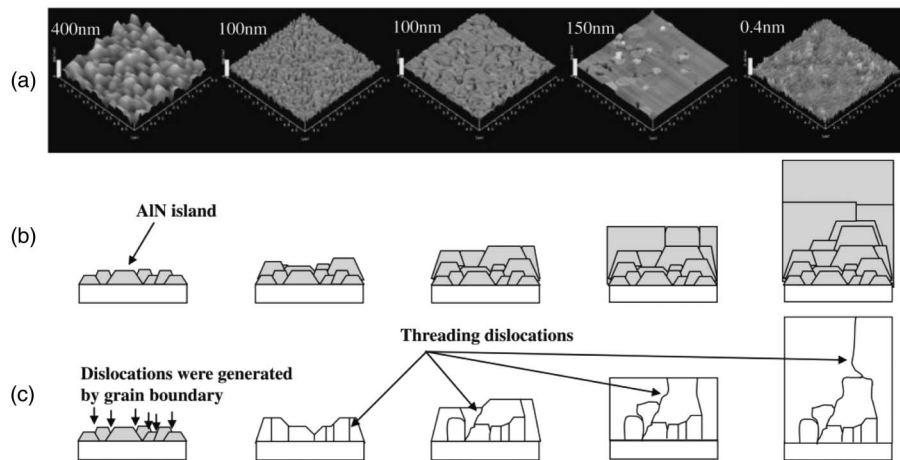 400nm
100nm
100nm
150nm
0.4nm
(a)
AlN island
(b)
Threading dislocations
Dislocations were generated
by grain boundary
(c)